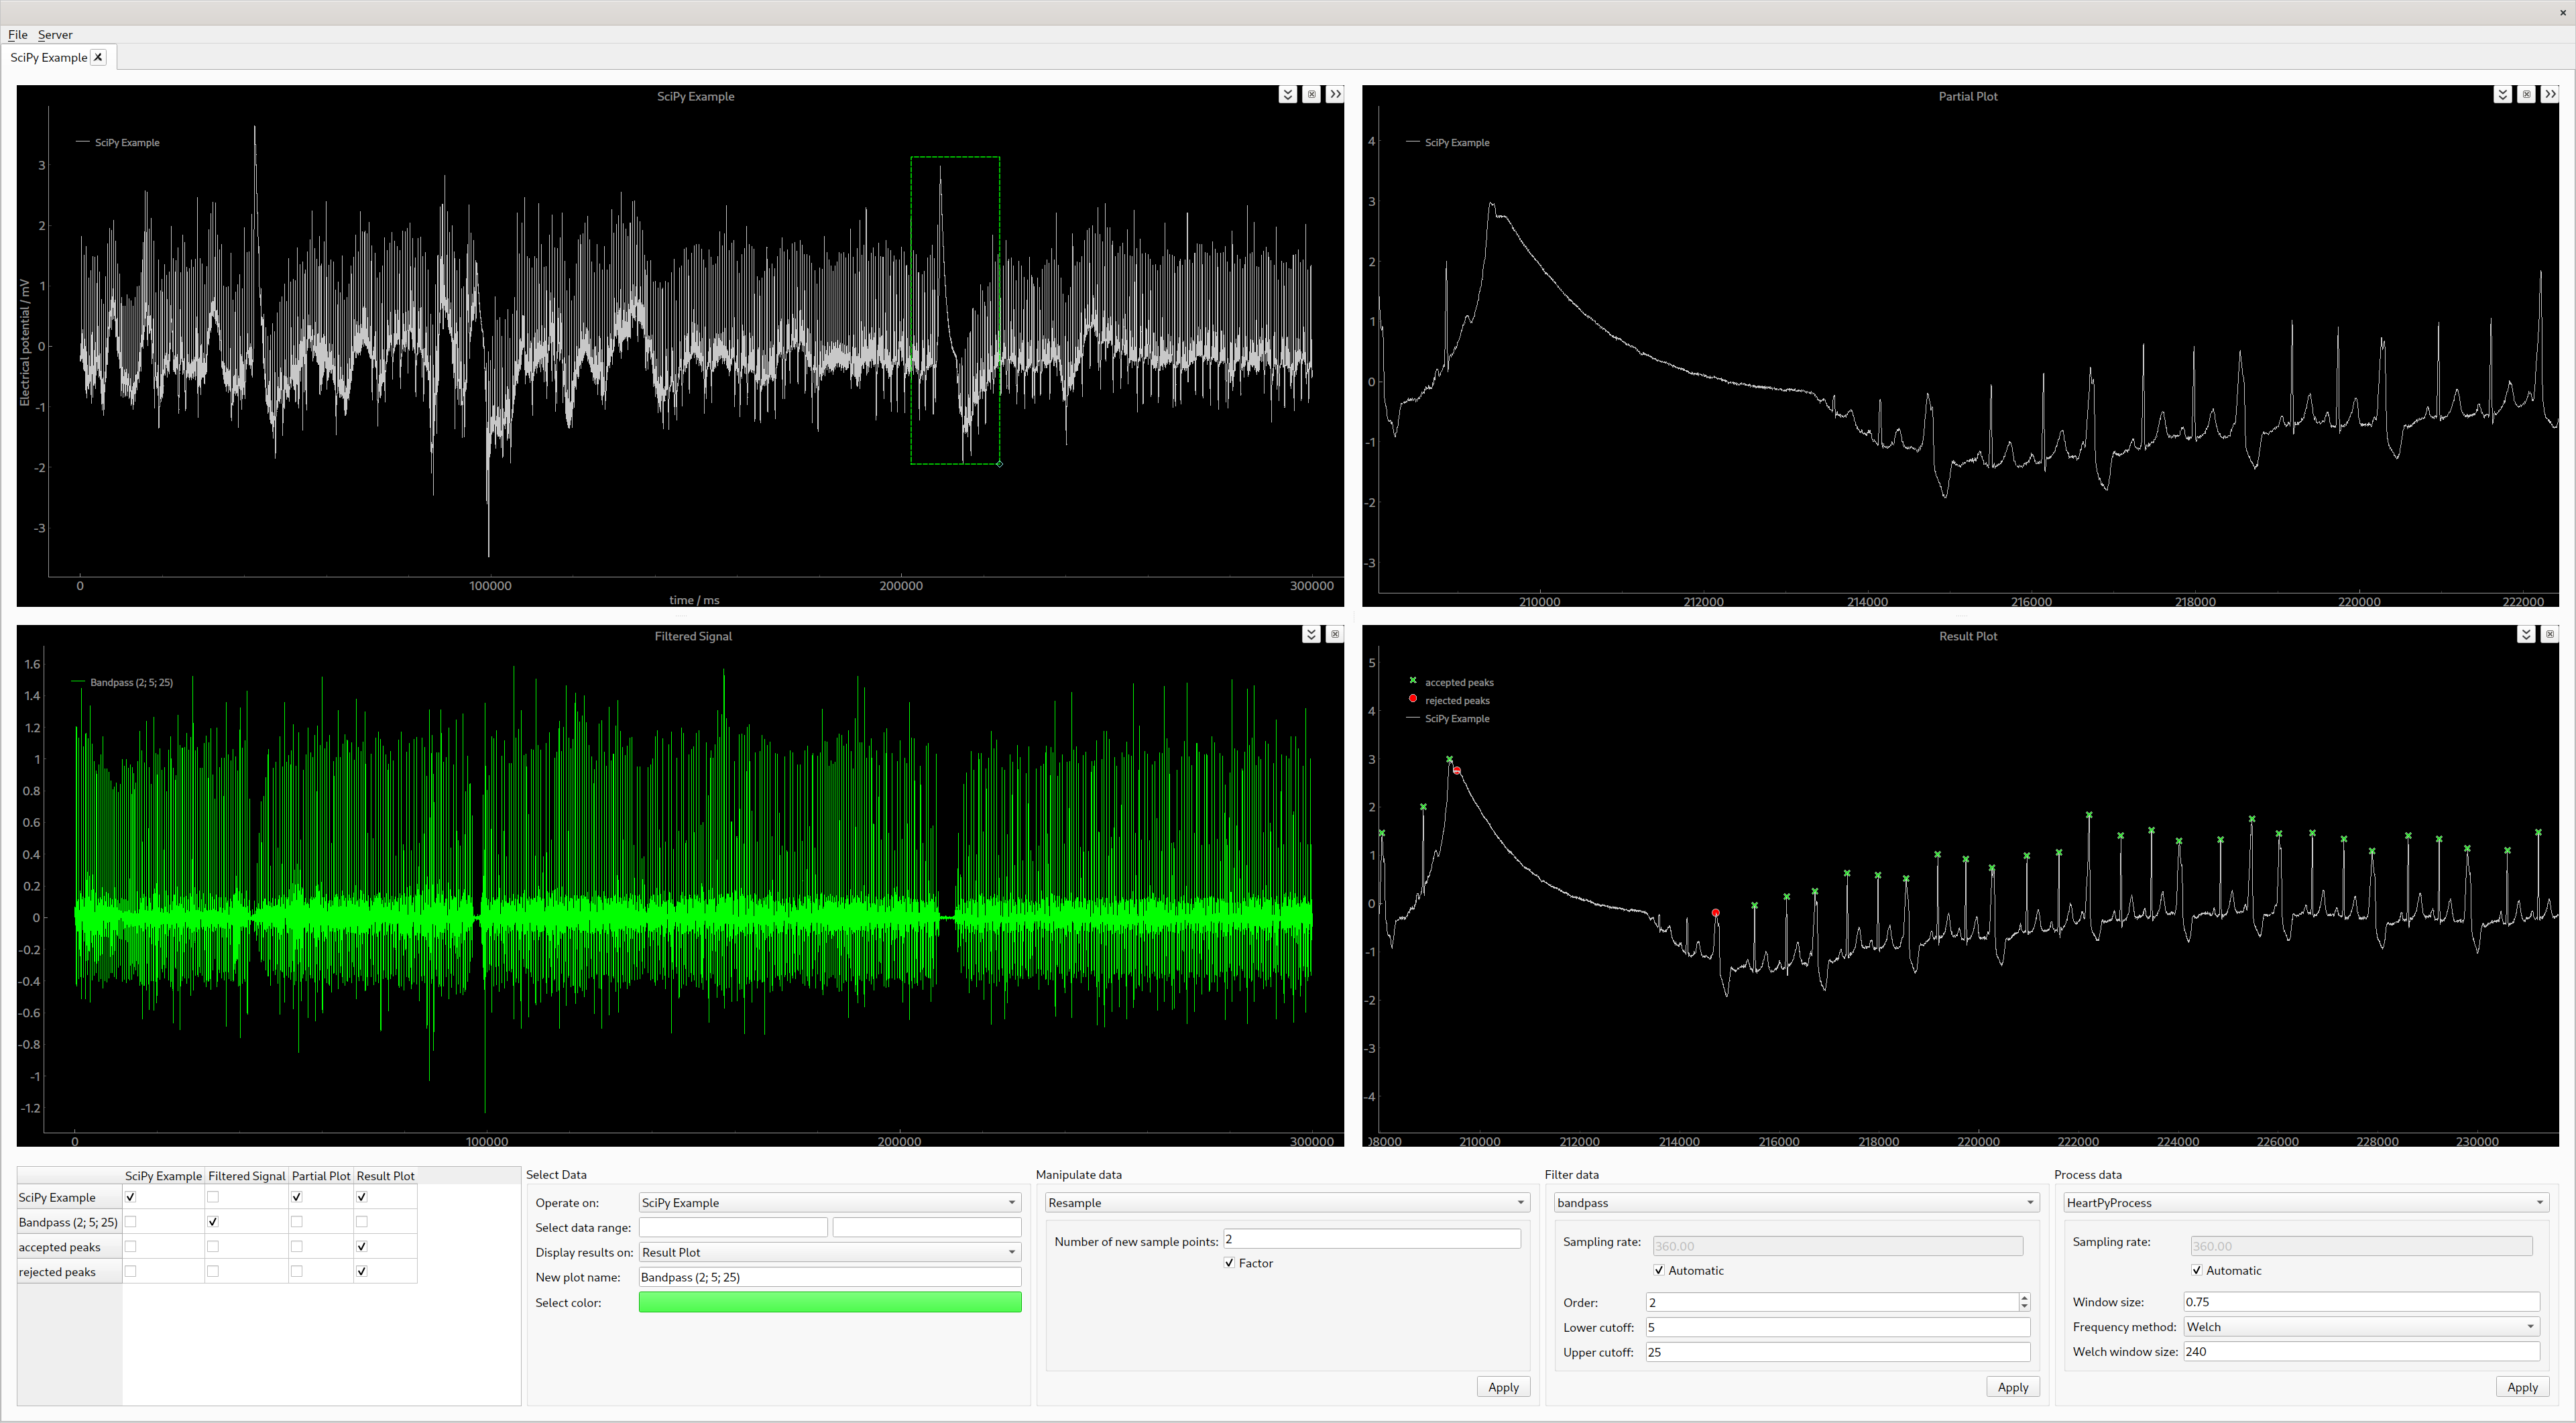 File Server
SciPy Example
SciPy Example
SciPy Example
Electrical potential / mV
3
2
1
0
-1
-2
-3
0 100000 200000 300000
time / ms
Partial Plot
SciPy Example
4
3
2
1
0
-1
-2
-3
210000 212000 214000 216000 218000 220000 222000
Filtered Signal
Bandpass (2; 5; 25)
1.6
1.4
1.2
1
0.8
0.6
0.4
0.2
0
-0.2
-0.4
-0.6
-0.8
-1
-1.2
0 100000 200000 300000
Result Plot
accepted peaks
rejected peaks
SciPy Example
5
4
3
2
1
0
-1
-2
-3
-4
08000 210000 212000 214000 216000 218000 220000 222000 224000 226000 228000 230000
SciPy Example Filtered Signal Partial Plot Result Plot
SciPy Example
Bandpass (2; 5; 25)
accepted peaks
rejected peaks
Select Data
Operate on: SciPy Example
Select data range:
Display results on: Result Plot
New plot name: Bandpass (2; 5; 25)
Select color:
Manipulate data
Resample
Number of new sample points: 2
Factor
Apply
Filter data
bandpass
Sampling rate: 360.00
Automatic
Order: 2
Lower cutoff: 5
Upper cutoff: 25
Apply
Process data
HeartPyProcess
Sampling rate: 360.00
Automatic
Window size: 0.75
Frequency method: Welch
Welch window size: 240
Apply